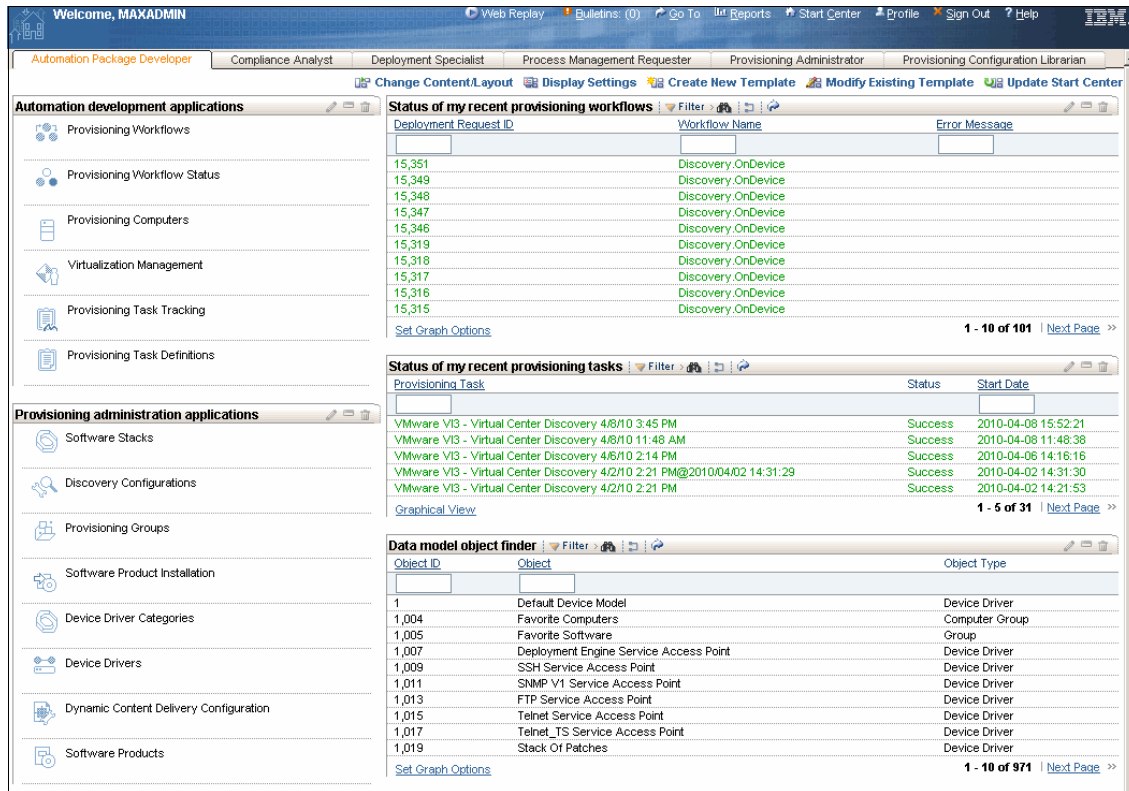 Welcome, MAXADMIN
Web Replay Bulletins: (0) Go To Reports Start Center Profile Sign Out ? Help IBM.
Automation Package Developer Compliance Analyst Deployment Specialist Process Management Requester Provisioning Administrator Provisioning Configuration Librarian
Change Content/Layout Display Settings Create New Template Modify Existing Template Update Start Center
Automation development applications
Provisioning Workflows
Provisioning Workflow Status
Provisioning Computers
Virtualization Management
Provisioning Task Tracking
Provisioning Task Definitions
Provisioning administration applications
Software Stacks
Discovery Configurations
Provisioning Groups
Software Product Installation
Device Driver Categories
Device Drivers
Dynamic Content Delivery Configuration
Software Products
Status of my recent provisioning workflows Filter
Deployment Request ID Workflow Name Error Message
15,351 Discovery.OnDevice
15,349 Discovery.OnDevice
15,348 Discovery.OnDevice
15,347 Discovery.OnDevice
15,346 Discovery.OnDevice
15,319 Discovery.OnDevice
15,318 Discovery.OnDevice
15,317 Discovery.OnDevice
15,316 Discovery.OnDevice
15,315 Discovery.OnDevice
Set Graph Options 1 - 10 of 101 Next Page
Status of my recent provisioning tasks Filter
Provisioning Task Status Start Date
VMware VI3 - Virtual Center Discovery 4/8/10 3:45 PM Success 2010-04-08 15:52:21
VMware VI3 - Virtual Center Discovery 4/8/10 11:48 AM Success 2010-04-08 11:48:38
VMware VI3 - Virtual Center Discovery 4/6/10 2:14 PM Success 2010-04-06 14:16:16
VMware VI3 - Virtual Center Discovery 4/2/10 2:21 PM@2010/04/02 14:31:29 Success 2010-04-02 14:31:30
VMware VI3 - Virtual Center Discovery 4/2/10 2:21 PM Success 2010-04-02 14:21:53
Graphical View 1 - 5 of 31 Next Page
Data model object finder Filter
Object ID Object Object Type
1 Default Device Model Device Driver
1,004 Favorite Computers Computer Group
1,005 Favorite Software Group
1,007 Deployment Engine Service Access Point Device Driver
1,009 SSH Service Access Point Device Driver
1,011 SNMP V1 Service Access Point Device Driver
1,013 FTP Service Access Point Device Driver
1,015 Telnet Service Access Point Device Driver
1,017 Telnet_TS Service Access Point Device Driver
1,019 Stack Of Patches Device Driver
Set Graph Options 1 - 10 of 971 Next Page